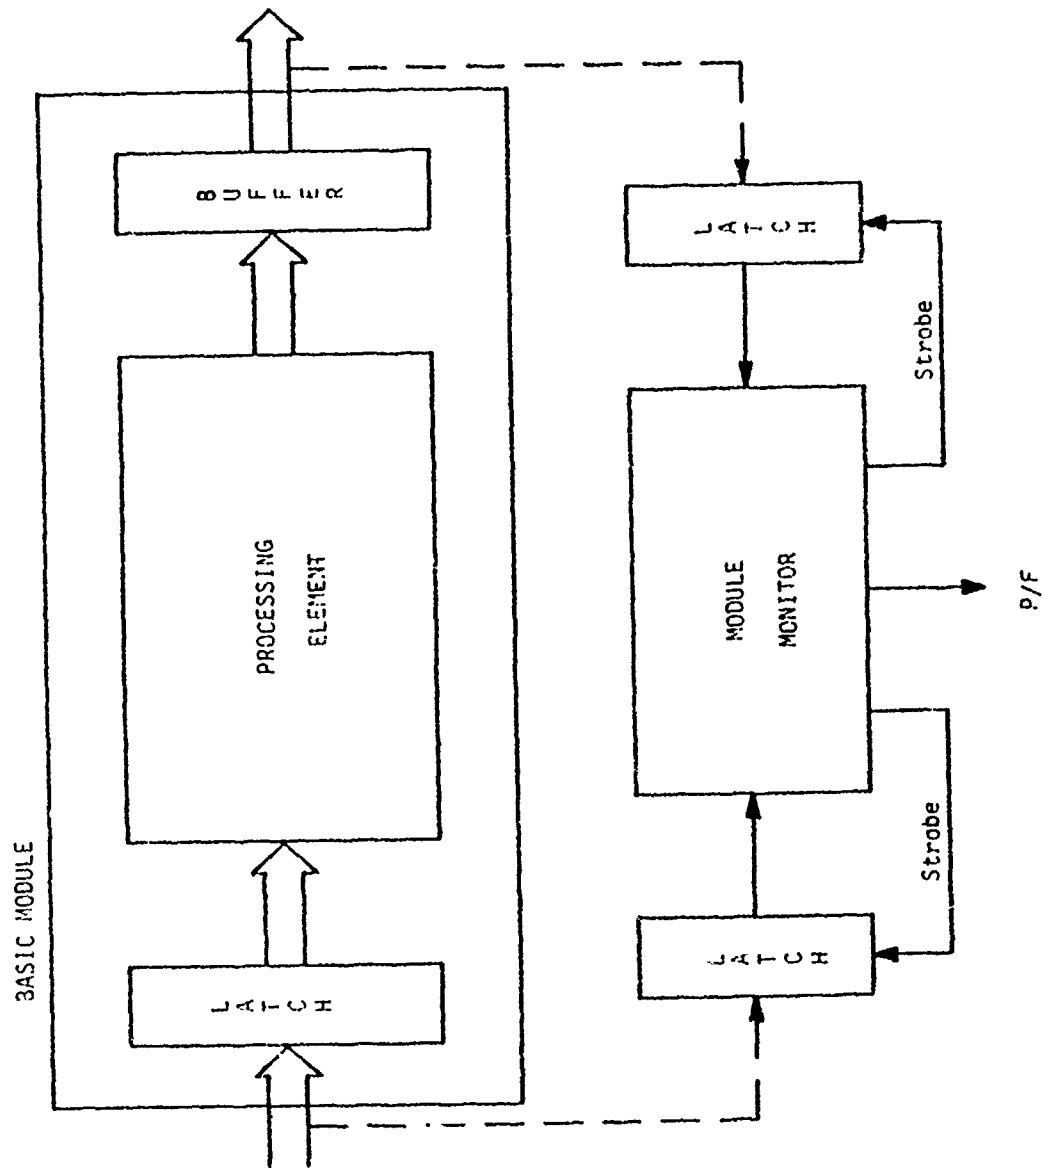 BASIC MODULE
LATCH
PROCESSING
ELEMENT
BUFFER
LATCH
MODULE
MONITOR
LATCH
Strobe
Strobe
P/F